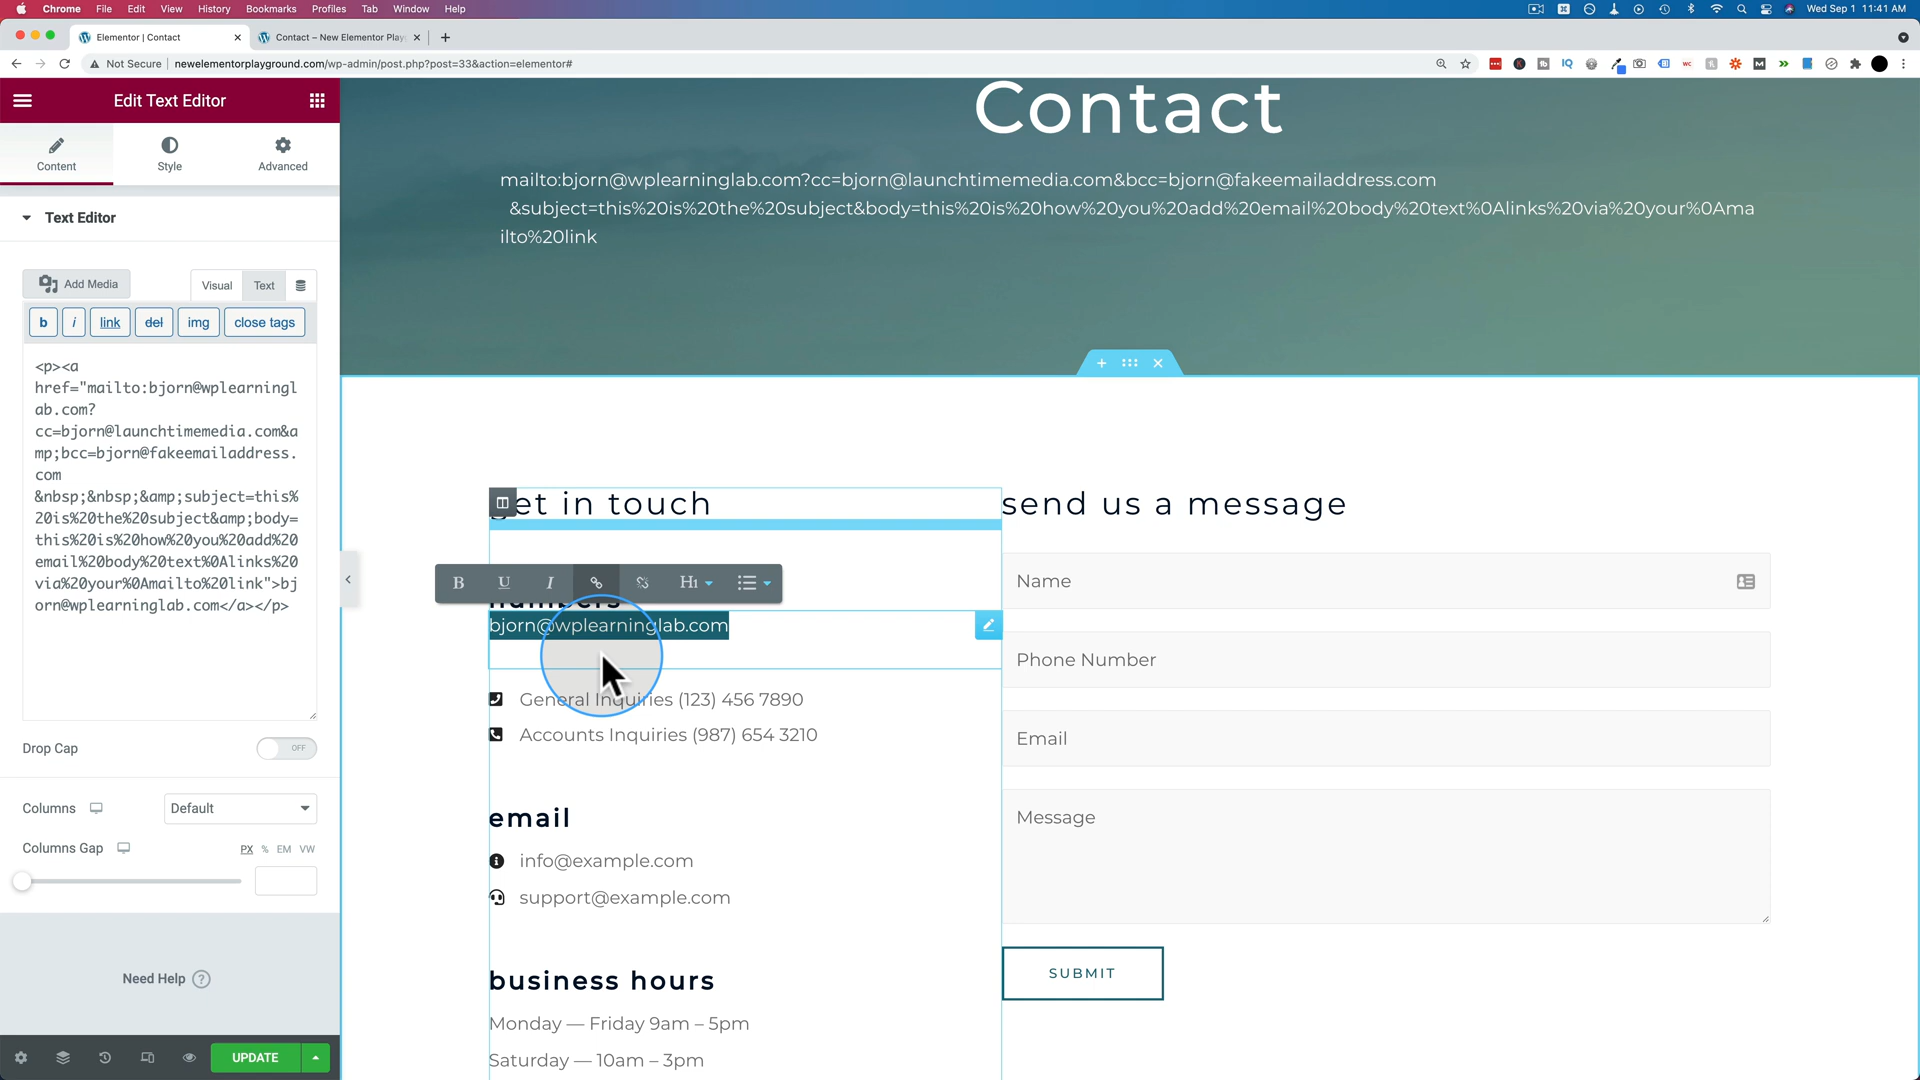 Chrome File Edit View History Bookmarks Profiles Tab Window Help
Wed Sep 1 11:41 AM
Elementor | Contact
Contact – New Elementor Play
Not Secure | newelementorplayground.com/wp-admin/post.php?post=33&action=elementor#
Edit Text Editor
Content
Style
Advanced
Text Editor
Add Media
Visual
Text
b
i
link
del
img
close tags
<p><a
href="mailto:bjorn@wplearningl
ab.com?
cc=bjorn@launchtimemedia.com&a
mp;bcc=bjorn@fakeemailaddress.
com
&nbsp;&nbsp;&amp;subject=this%
20is%20the%20subject&amp;body=
this%20is%20how%20you%20add%20
email%20body%20text%0Alinks%20
via%20your%0Amailto%20link">bj
orn@wplearninglab.com</a></p>
Drop Cap
OFF
Columns
Default
Columns Gap
PX % EM VW
Need Help ?
UPDATE
Contact
mailto:bjorn@wplearninglab.com?cc=bjorn@launchtimemedia.com&bcc=bjorn@fakeemailaddress.com
&subject=this%20is%20the%20subject&body=this%20is%20how%20you%20add%20email%20body%20text%0Alinks%20via%20your%0Ama
ilto%20link
get in touch
B U I H1
numbers
bjorn@wplearninglab.com
General Inquiries (123) 456 7890
Accounts Inquiries (987) 654 3210
email
info@example.com
support@example.com
business hours
Monday — Friday 9am – 5pm
Saturday — 10am – 3pm
send us a message
Name
Phone Number
Email
Message
SUBMIT